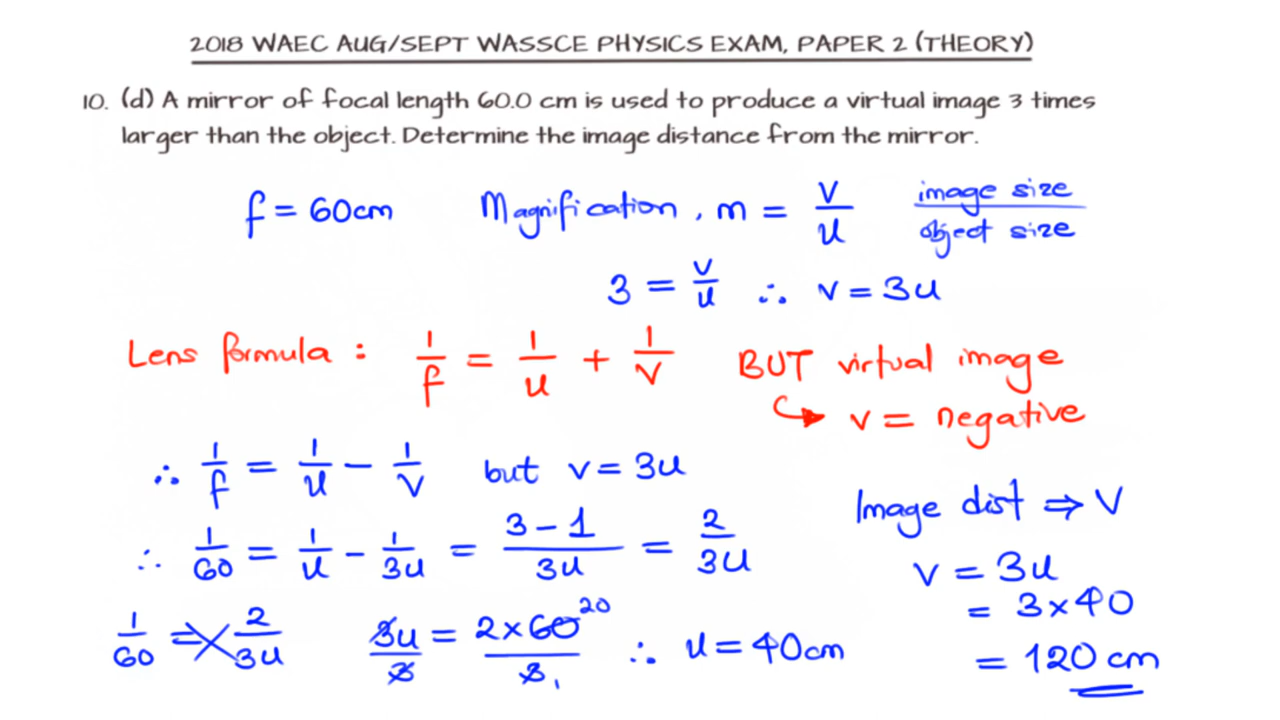 2018 WAEC AUG/SEPT WASSCE PHYSICS EXAM, PAPER 2 (THEORY)
10. (d) A mirror of focal length 60.0 cm is used to produce a virtual image 3 times
larger than the object. Determine the image distance from the mirror.
f = 60cm Magnification, m = v/u image size/object size
3 = v/u ∴ v = 3u
Lens formula : 1/f = 1/u + 1/v BUT virtual image
↪ v = negative
∴ 1/f = 1/u - 1/v but v = 3u
Image dist ⇒ V
∴ 1/60 = 1/u - 1/3u = 3 - 1/3u = 2/3u
v = 3u
= 3 × 40
1/60 = 2/3u 3u/3 = 2 × 60 20/3 1 ∴ u = 40cm
= 120 cm